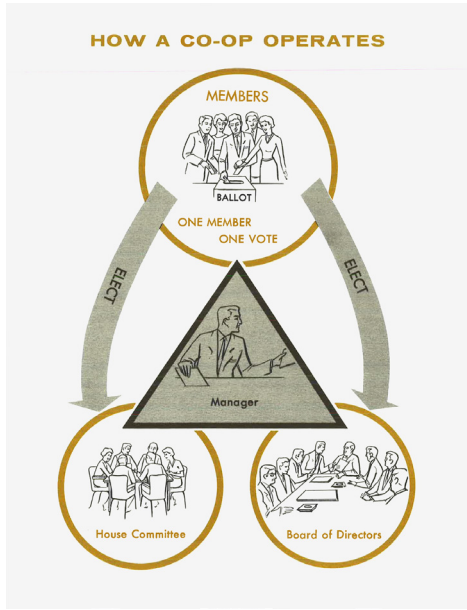 HOW A CO-OP OPERATES
MEMBERS
BALLOT
ONE MEMBER
ONE VOTE
ELECT
ELECT
Manager
House Committee
Board of Directors